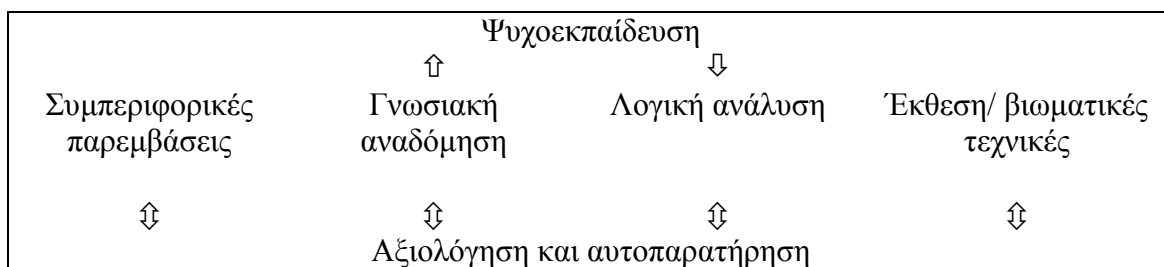 Ψυχοεκπαίδευση
⇧ ⇩
Συμπεριφορικές Γνωσιακή Λογική ανάλυση Έκθεση/ βιωματικές
παρεμβάσεις αναδόμηση τεχνικές
⇳ ⇳ ⇳ ⇳
Αξιολόγηση και αυτοπαρατήρηση